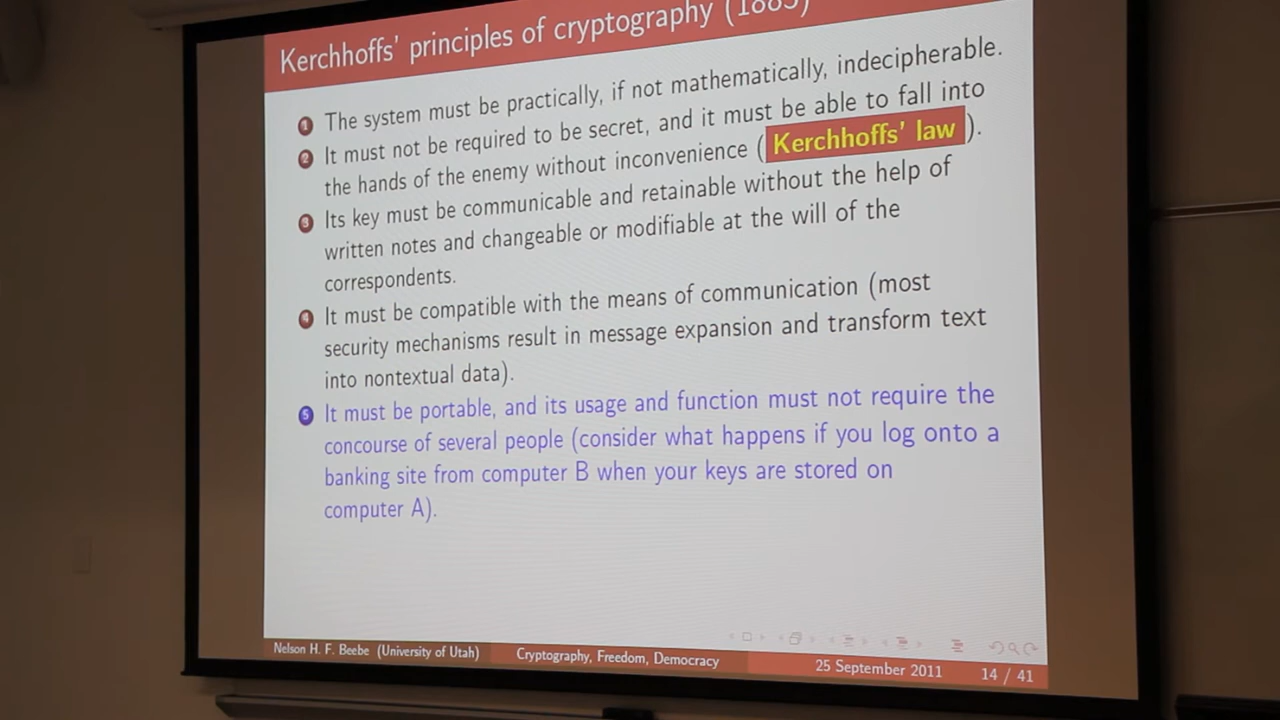 Kerchhoffs' principles of cryptography (1883)
1 The system must be practically, if not mathematically, indecipherable.
2 It must not be required to be secret, and it must be able to fall into
the hands of the enemy without inconvenience ( Kerchhoffs' law ).
3 Its key must be communicable and retainable without the help of
written notes and changeable or modifiable at the will of the
correspondents.
4 It must be compatible with the means of communication (most
security mechanisms result in message expansion and transform text
into nontextual data).
5 It must be portable, and its usage and function must not require the
concourse of several people (consider what happens if you log onto a
banking site from computer B when your keys are stored on
computer A).
Nelson H. F. Beebe (University of Utah) Cryptography, Freedom, Democracy 25 September 2011 14 / 41